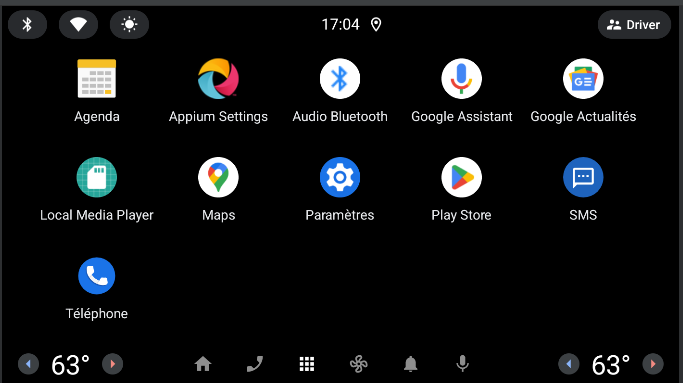 17:04
Driver
Agenda
Appium Settings
Audio Bluetooth
Google Assistant
Google Actualités
Local Media Player
Maps
Paramètres
Play Store
SMS
Téléphone
63°
63°